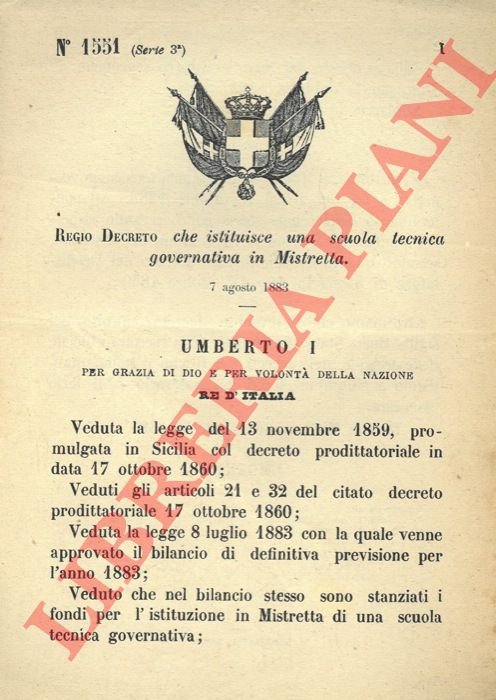 N° 1551 (Serie 3ª) I
REGIO DECRETO che istituisce una scuola tecnica
governativa in Mistretta.
7 agosto 1883
UMBERTO I
PER GRAZIA DI DIO E PER VOLONTÀ DELLA NAZIONE
RE D'ITALIA
Veduta la legge del 13 novembre 1859, pro-
mulgata in Sicilia col decreto prodittatoriale in
data 17 ottobre 1860;
Veduti gli articoli 21 e 32 del citato decreto
prodittatoriale 17 ottobre 1860;
Veduta la legge 8 luglio 1883 con la quale venne
approvato il bilancio di definitiva previsione per
l'anno 1883;
Veduto che nel bilancio stesso sono stanziati i
fondi per l'istituzione in Mistretta di una scuola
tecnica governativa;
LIBRERIA PIANI